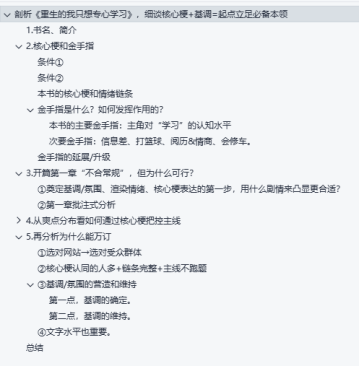 剖析《重生的我只想专心学习》，细谈核心梗+基调=起点立足必备本领
1.书名、简介
2.核心梗和金手指
条件①
条件②
本书的核心梗和情绪链条
金手指是什么？如何发挥作用的？
本书的主要金手指：主角对“学习”的认知水平
次要金手指：信息差、打篮球、阅历&情商、会修车。
金手指的延展/升级
3.开篇第一章“不合常规”，但为什么可行？
①奠定基调/氛围、渲染情绪、核心梗表达的第一步，用什么剧情来凸显更合适？
②第一章批注式分析
4.从爽点分布看如何通过核心梗把控主线
5.再分析为什么能万订
①选对网站→选对受众群体
②核心梗认同的人多+链条完整+主线不跑题
③基调/氛围的营造和维持
第一点，基调的确定。
第二点，基调的维持。
④文字水平也重要。
总结